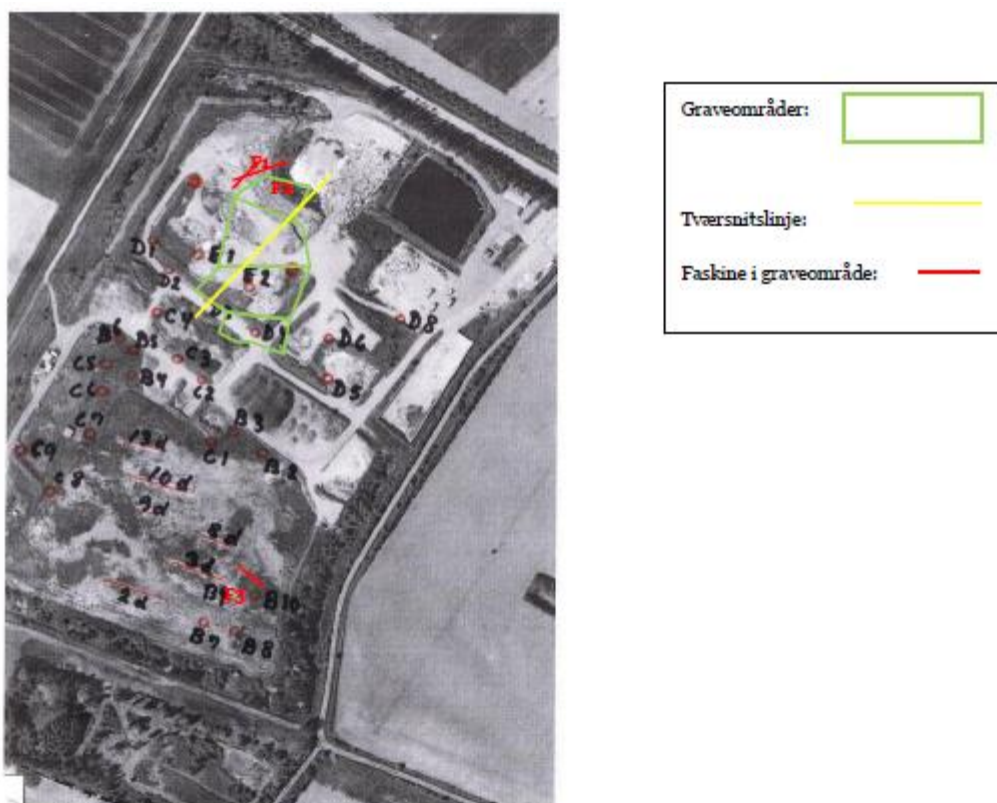 F1
F2
D1
E1
D2
E2
C4
D3
D8
B6
B5
D9
D6
C5
C3
B4
C2
D5
C6
C7
B3
C9
13d
C1
B2
C8
10d
9d
8d
3d
2d
B9
F3
B10
B7
B8
Graveområder:
Tværsnitslinje:
Faskine i graveområde: